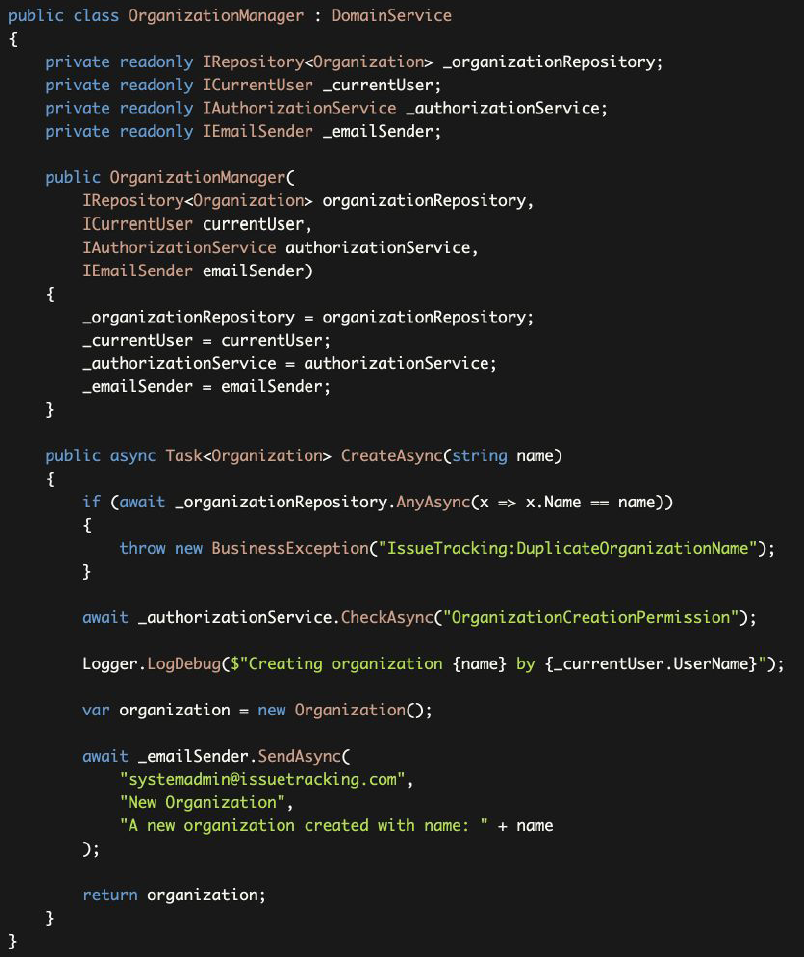 public class OrganizationManager : DomainService
{
    private readonly IRepository<Organization> _organizationRepository;
    private readonly ICurrentUser _currentUser;
    private readonly IAuthorizationService _authorizationService;
    private readonly IEmailSender _emailSender;

    public OrganizationManager(
        IRepository<Organization> organizationRepository,
        ICurrentUser currentUser,
        IAuthorizationService authorizationService,
        IEmailSender emailSender)
    {
        _organizationRepository = organizationRepository;
        _currentUser = currentUser;
        _authorizationService = authorizationService;
        _emailSender = emailSender;
    }

    public async Task<Organization> CreateAsync(string name)
    {
        if (await _organizationRepository.AnyAsync(x => x.Name == name))
        {
            throw new BusinessException("IssueTracking:DuplicateOrganizationName");
        }

        await _authorizationService.CheckAsync("OrganizationCreationPermission");

        Logger.LogDebug($"Creating organization {name} by {_currentUser.UserName}");

        var organization = new Organization();

        await _emailSender.SendAsync(
            "systemadmin@issuetracking.com",
            "New Organization",
            "A new organization created with name: " + name
        );

        return organization;
    }
}